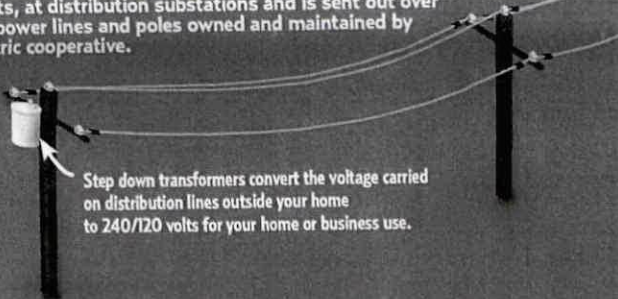 ts, at distribution substations and is sent out over
power lines and poles owned and maintained by
ric cooperative.
Step down transformers convert the voltage carried
on distribution lines outside your home
to 240/120 volts for your home or business use.